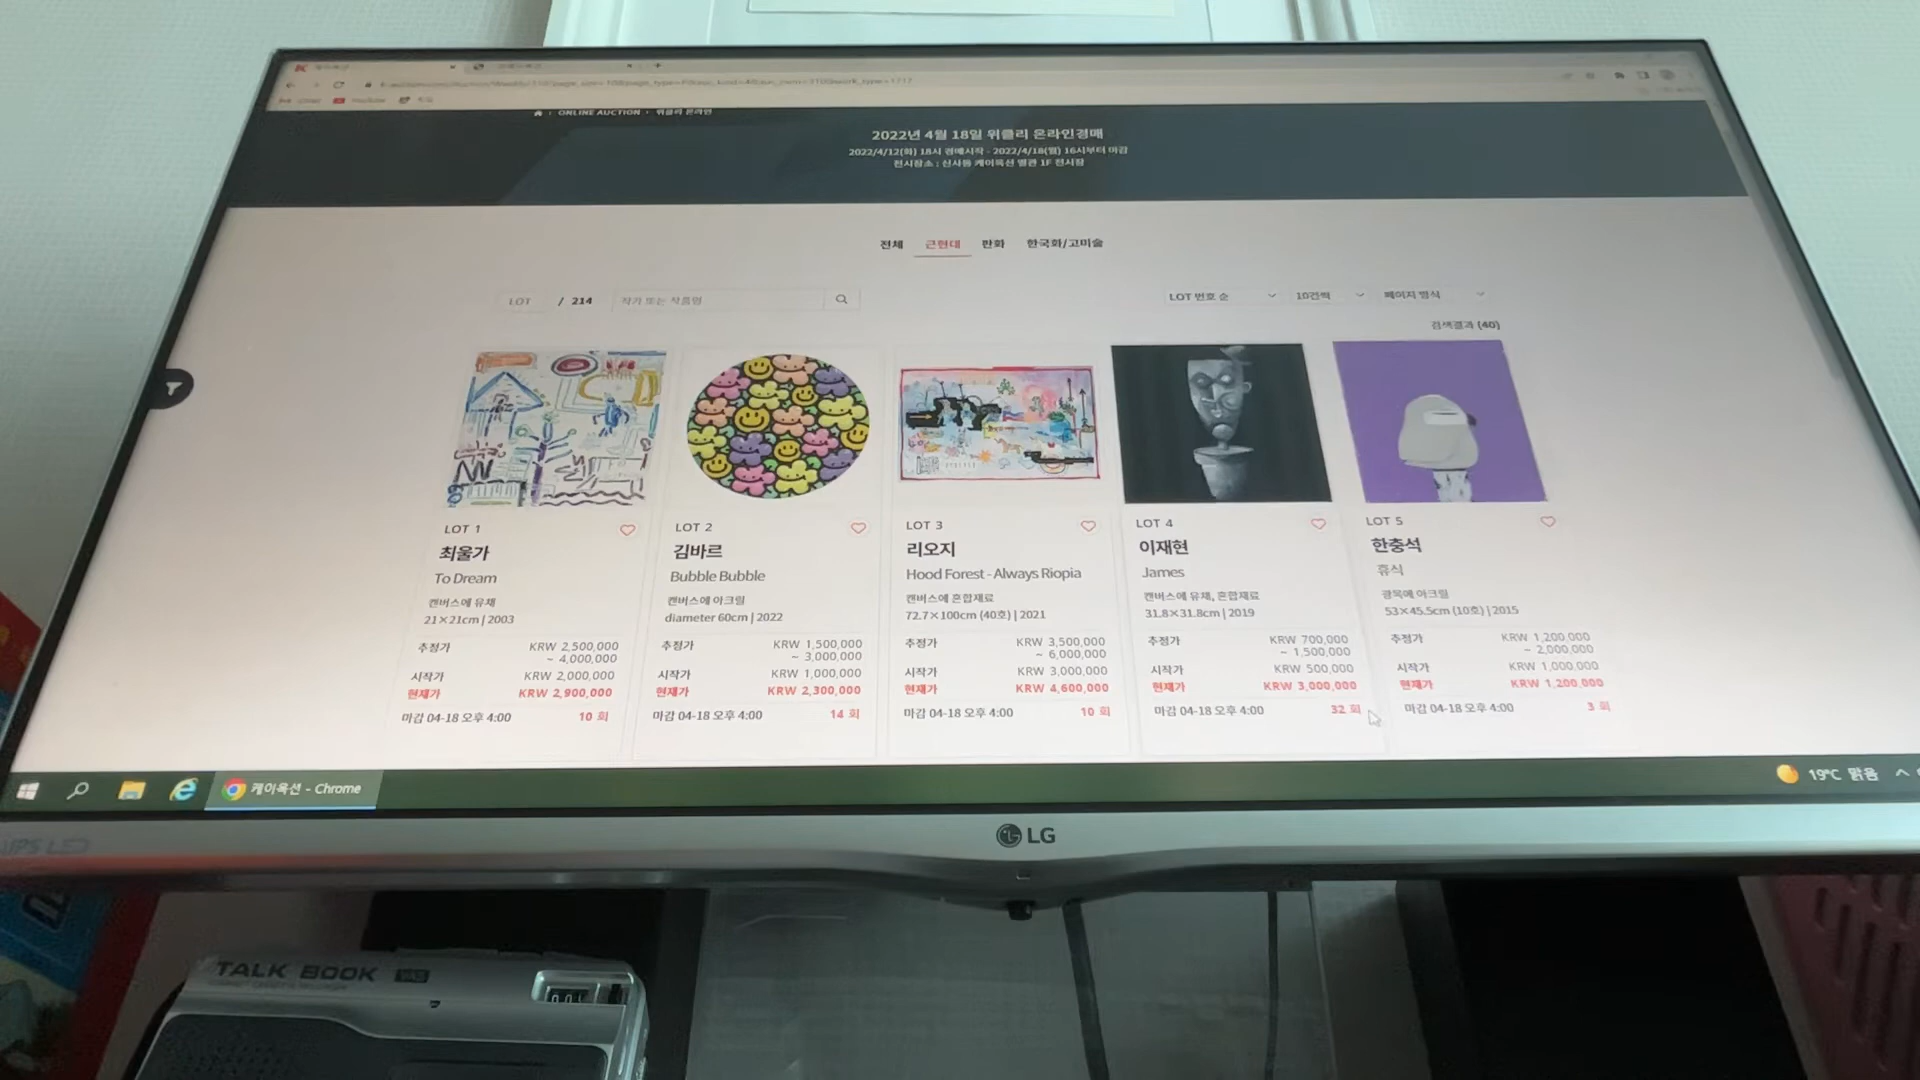 ONLINE AUCTION · 위클리 온라인
2022년 4월 18일 위클리 온라인경매
2022/4/12(화) 18시 경매시작 - 2022/4/18(월) 16시부터 마감
전시장소 : 신사동 케이옥션 별관 1F 전시장
전체 근현대 판화 한국화/고미술
LOT / 214 작가 또는 작품명 LOT 번호 순 10건씩 페이지 방식
검색결과 (40)
LOT 1
최울가
To Dream
캔버스에 유채
21×21cm | 2003
추정가 KRW 2,500,000
~ 4,000,000
시작가 KRW 2,000,000
현재가 KRW 2,900,000
마감 04-18 오후 4:00 10 회
LOT 2
김바르
Bubble Bubble
캔버스에 아크릴
diameter 60cm | 2022
추정가 KRW 1,500,000
~ 3,000,000
시작가 KRW 1,000,000
현재가 KRW 2,300,000
마감 04-18 오후 4:00 14 회
LOT 3
리오지
Hood Forest - Always Riopia
캔버스에 혼합재료
72.7×100cm (40호) | 2021
추정가 KRW 3,500,000
~ 6,000,000
시작가 KRW 3,000,000
현재가 KRW 4,600,000
마감 04-18 오후 4:00 10 회
LOT 4
이재현
James
캔버스에 유채, 혼합재료
31.8×31.8cm | 2019
추정가 KRW 700,000
~ 1,500,000
시작가 KRW 500,000
현재가 KRW 3,000,000
마감 04-18 오후 4:00 32 회
LOT 5
한충석
휴식
광목에 아크릴
53×45.5cm (10호) | 2015
추정가 KRW 1,200,000
~ 2,000,000
시작가 KRW 1,000,000
현재가 KRW 1,200,000
마감 04-18 오후 4:00 3 회
케이옥션 - Chrome
19°C 맑음
LG
TALK BOOK